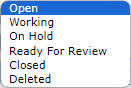 Open
Working
On Hold
Ready For Review
Closed
Deleted